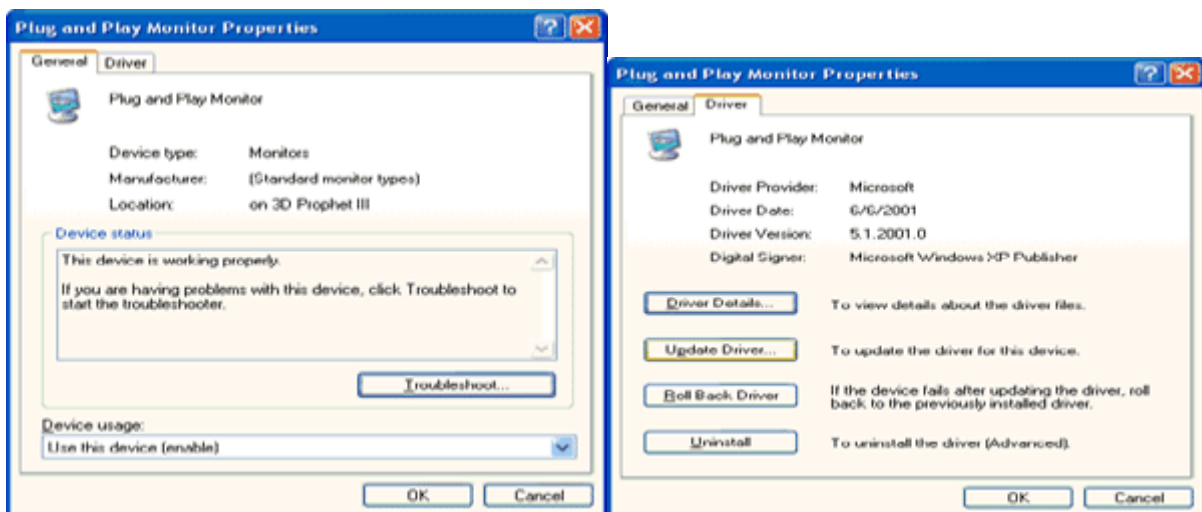 Plug and Play Monitor Properties
General Driver
Plug and Play Monitor
Device type: Monitors
Manufacturer: (Standard monitor types)
Location: on 3D Prophet III
Device status
This device is working properly.
If you are having problems with this device, click Troubleshoot to
start the troubleshooter.
Troubleshoot...
Device usage:
Use this device (enable)
OK Cancel
Plug and Play Monitor Properties
General Driver
Plug and Play Monitor
Driver Provider: Microsoft
Driver Date: 6/6/2001
Driver Version: 5.1.2001.0
Digital Signer: Microsoft Windows XP Publisher
Driver Details... To view details about the driver files.
Update Driver... To update the driver for this device.
Roll Back Driver If the device fails after updating the driver, roll
back to the previously installed driver.
Uninstall To uninstall the driver (Advanced).
OK Cancel